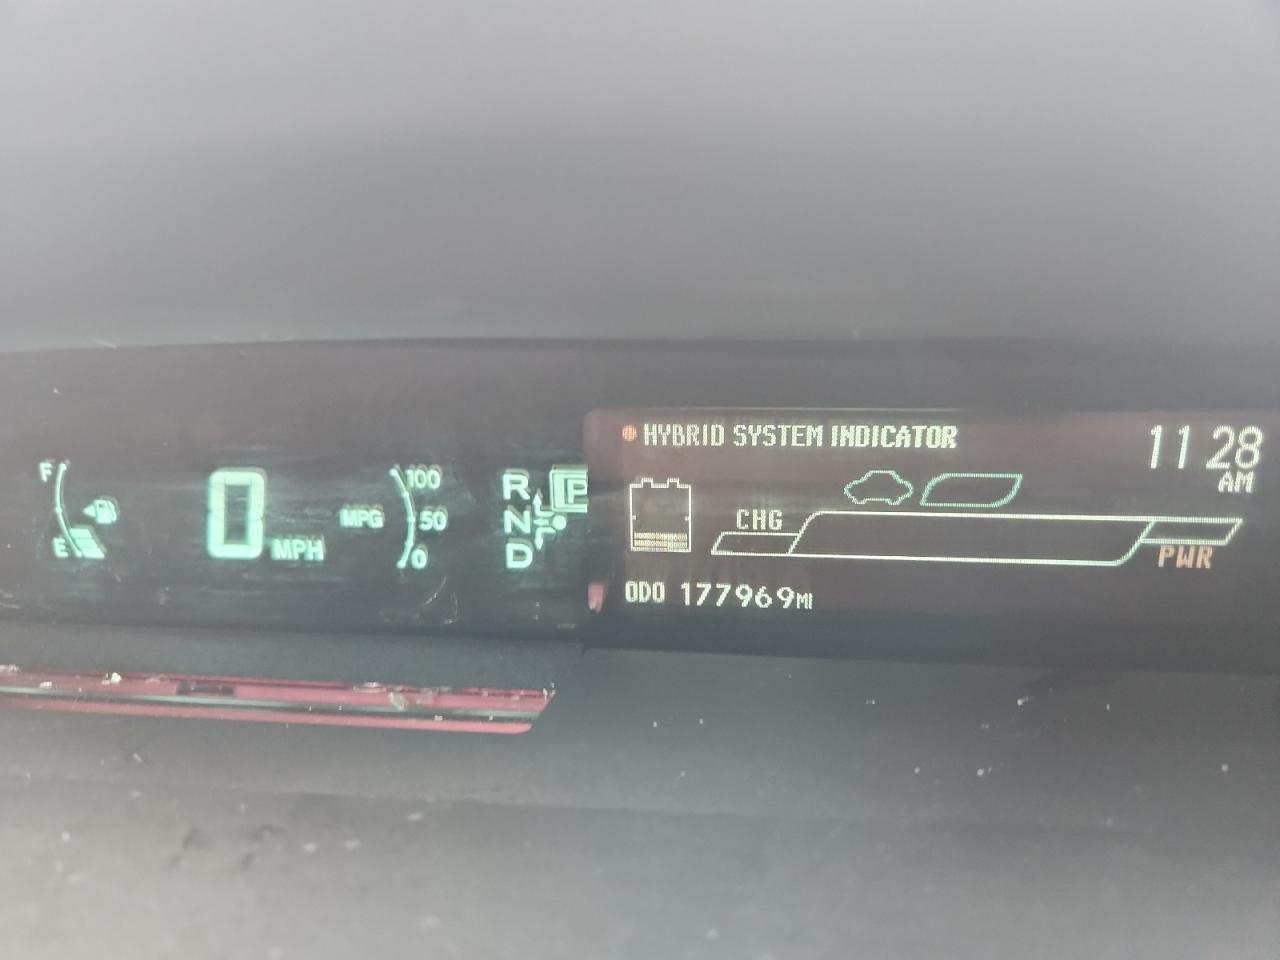 F
E
0
MPH
MPG
100
50
0
R
N
D
P
HYBRID SYSTEM INDICATOR
11 28
AM
CHG
PWR
ODO 177969MI